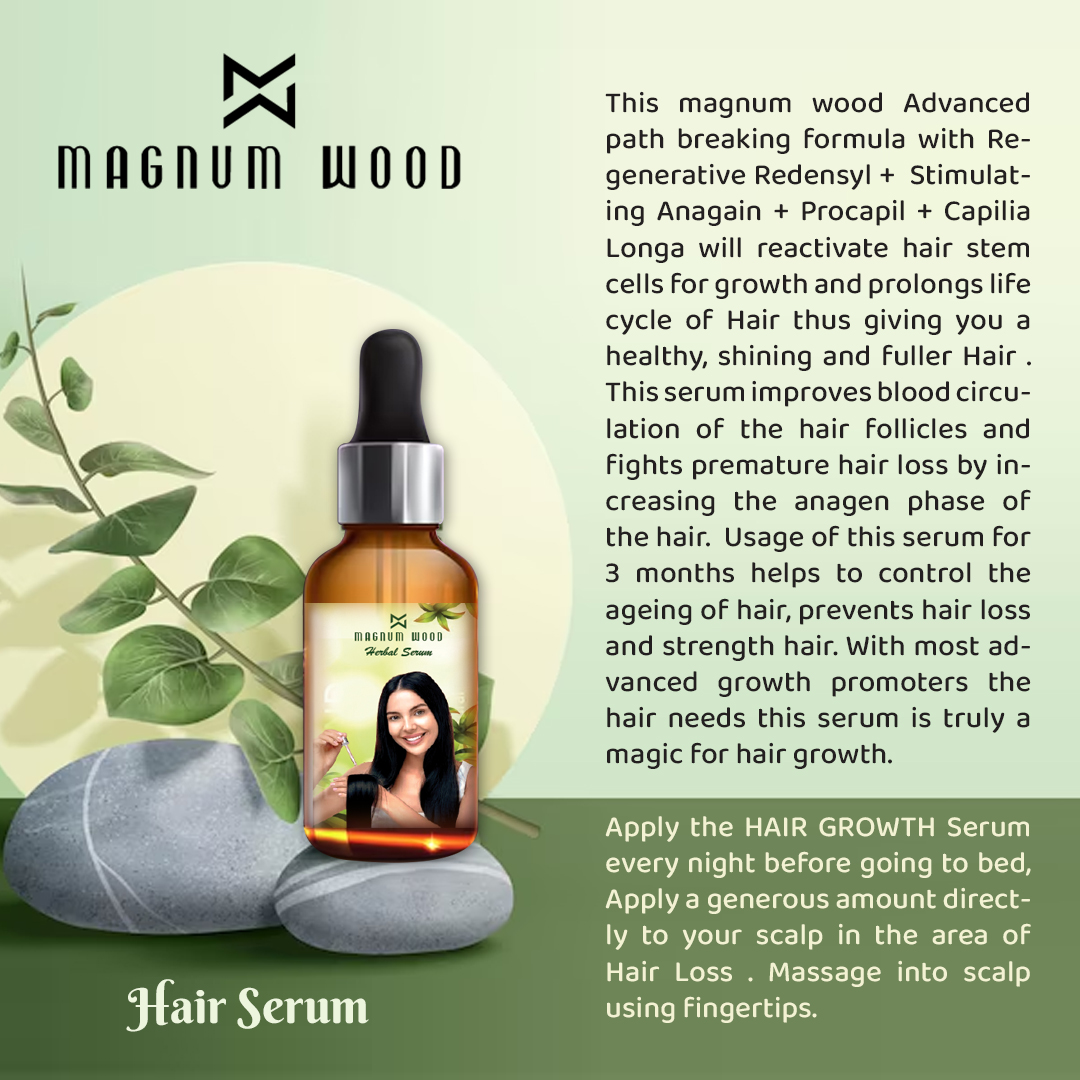 MAGNUM WOOD
This magnum wood Advanced
path breaking formula with Re-
generative Redensyl + Stimulat-
ing Anagain + Procapil + Capilia
Longa will reactivate hair stem
cells for growth and prolongs life
cycle of Hair thus giving you a
healthy, shining and fuller Hair .
This serum improves blood circu-
lation of the hair follicles and
fights premature hair loss by in-
creasing the anagen phase of
the hair. Usage of this serum for
3 months helps to control the
ageing of hair, prevents hair loss
and strength hair. With most ad-
vanced growth promoters the
hair needs this serum is truly a
magic for hair growth.
Apply the HAIR GROWTH Serum
every night before going to bed,
Apply a generous amount direct-
ly to your scalp in the area of
Hair Loss . Massage into scalp
using fingertips.
MAGNUM WOOD
Herbal Serum
Hair Serum